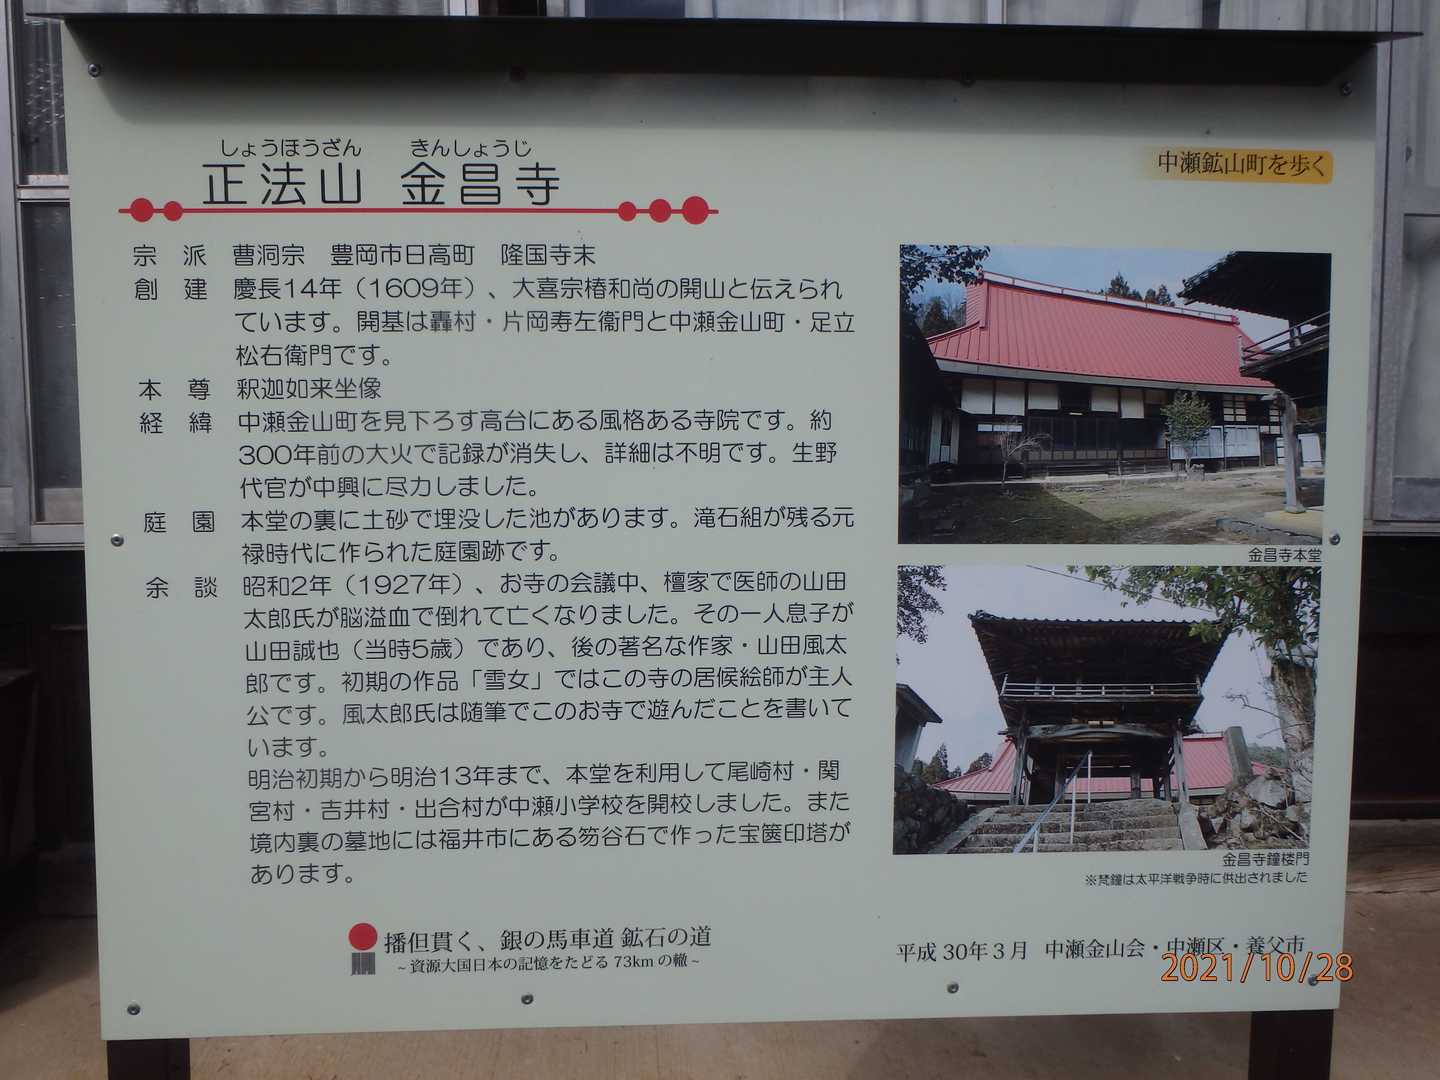 しょうほうざん　きんしょうじ
正法山　金昌寺
中瀬鉱山町を歩く
宗　派　曹洞宗　豊岡市日高町　隆国寺末
創　建　慶長14年（1609年）、大喜宗椿和尚の開山と伝えられ
ています。開基は轟村・片岡寿左衞門と中瀬金山町・足立
松右衛門です。
本　尊　釈迦如来坐像
経　緯　中瀬金山町を見下ろす高台にある風格ある寺院です。約
300年前の大火で記録が消失し、詳細は不明です。生野
代官が中興に尽力しました。
庭　園　本堂の裏に土砂で埋没した池があります。滝石組が残る元
禄時代に作られた庭園跡です。
余　談　昭和2年（1927年）、お寺の会議中、檀家で医師の山田
太郎氏が脳溢血で倒れて亡くなりました。その一人息子が
山田誠也（当時5歳）であり、後の著名な作家・山田風太
郎です。初期の作品「雪女」ではこの寺の居候絵師が主人
公です。風太郎氏は随筆でこのお寺で遊んだことを書いて
います。
明治初期から明治13年まで、本堂を利用して尾崎村・関
宮村・吉井村・出合村が中瀬小学校を開校しました。また
境内裏の墓地には福井市にある笏谷石で作った宝篋印塔が
あります。
金昌寺本堂
金昌寺鐘楼門
※梵鐘は太平洋戦争時に供出されました
播但貫く、銀の馬車道 鉱石の道
～資源大国日本の記憶をたどる 73kmの轍～
平成30年3月　中瀬金山会・中瀬区・養父市
2021/10/28